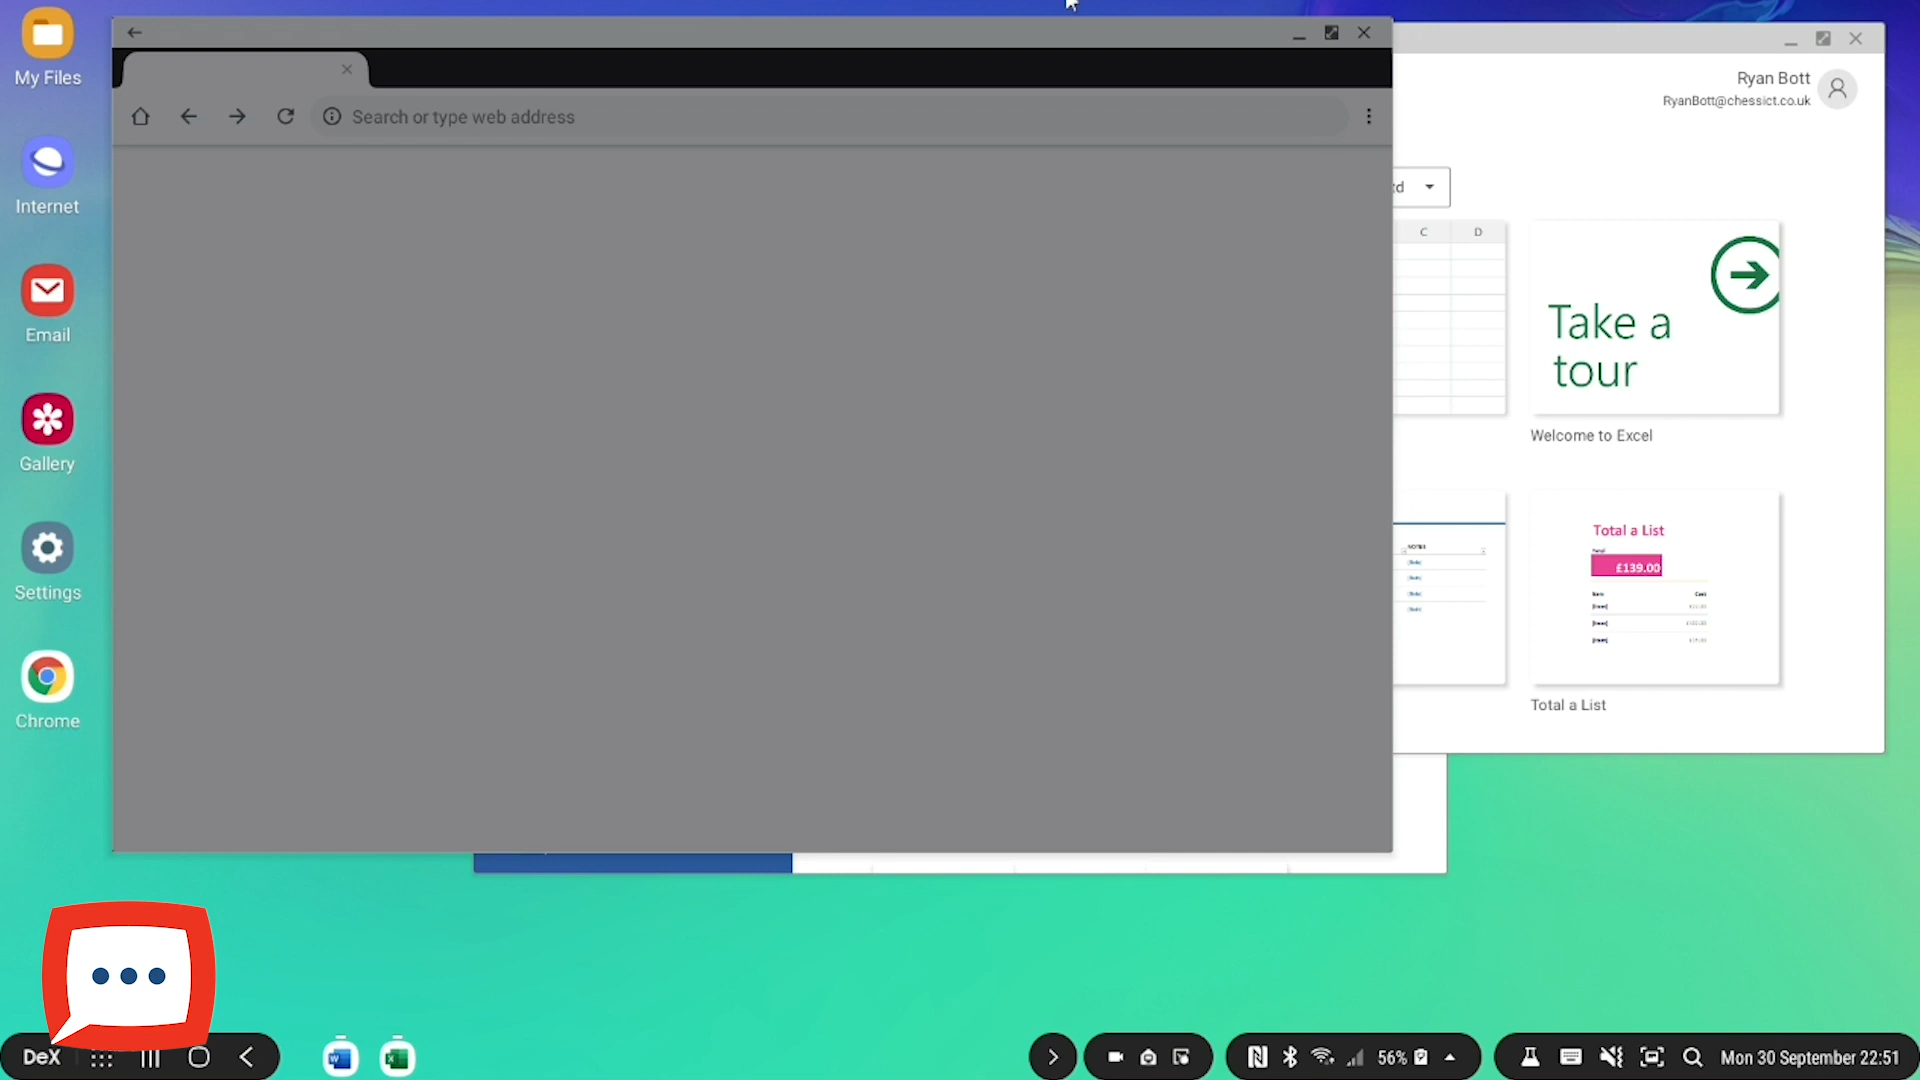 My Files
Internet
Email
Gallery
Settings
Chrome
Search or type web address
Ryan Bott
RyanBott@chessict.co.uk
C D
Take a
tour
Welcome to Excel
NOTES
Total a List
£139.00
Total a List
DeX
56%
Mon 30 September 22:51